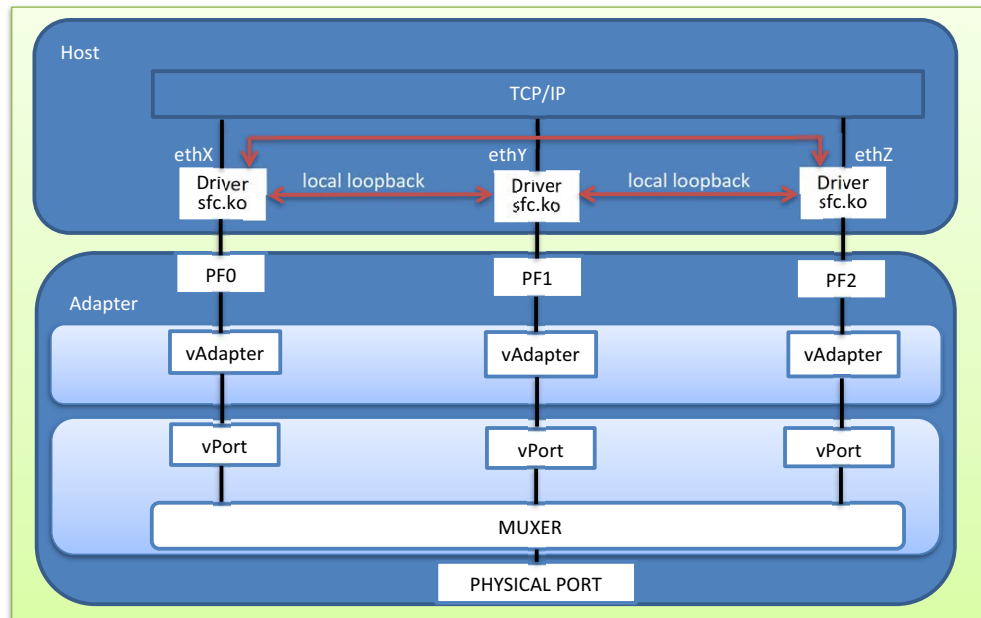 Host
TCP/IP
ethX
ethY
ethZ
Driver
sfc.ko
local loopback
Driver
sfc.ko
local loopback
Driver
sfc.ko
PF0
PF1
PF2
Adapter
vAdapter
vAdapter
vAdapter
vPort
vPort
vPort
MUXER
PHYSICAL PORT